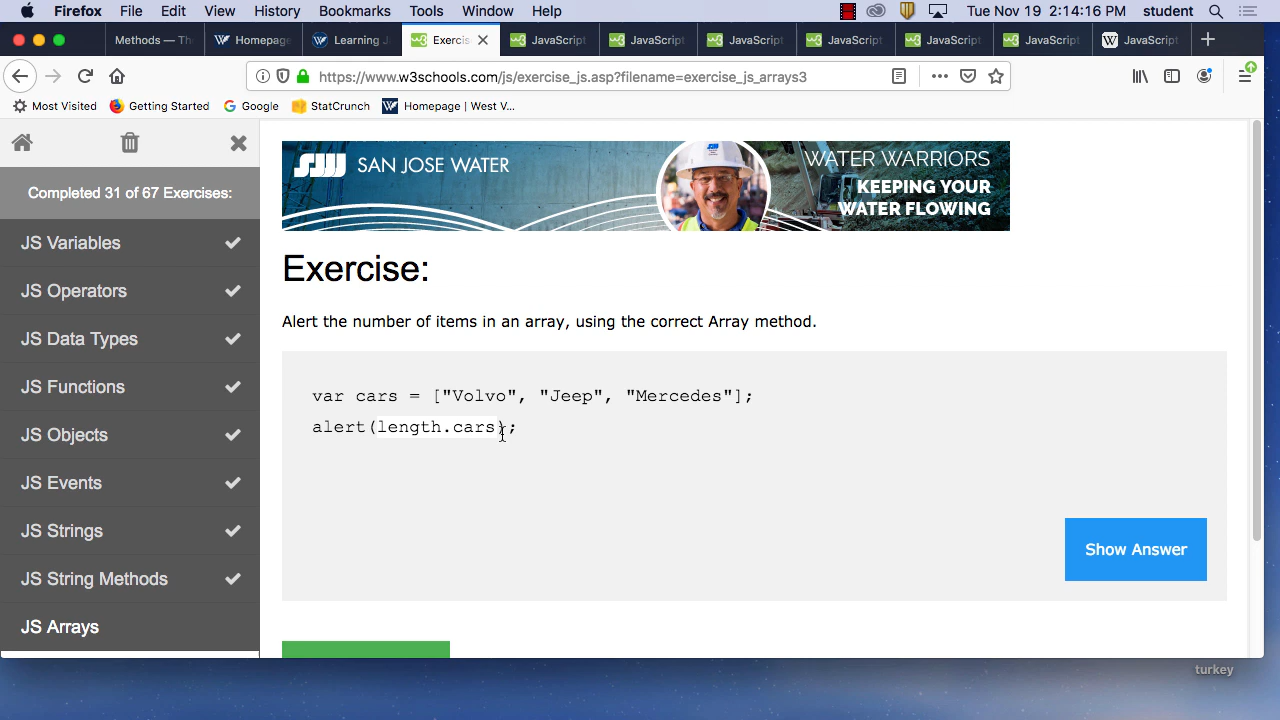 Firefox File Edit View History Bookmarks Tools Window Help Tue Nov 19 2:14:16 PM student
Methods — Th Homepage Learning J Exercis JavaScript JavaScript JavaScript JavaScript JavaScript JavaScript JavaScript
https://www.w3schools.com/js/exercise_js.asp?filename=exercise_js_arrays3
Most Visited Getting Started Google StatCrunch Homepage | West V...
SJW SAN JOSE WATER
WATER WARRIORS
KEEPING YOUR
WATER FLOWING
Completed 31 of 67 Exercises:
JS Variables
JS Operators
JS Data Types
JS Functions
JS Objects
JS Events
JS Strings
JS String Methods
JS Arrays
Exercise:
Alert the number of items in an array, using the correct Array method.
var cars = ["Volvo", "Jeep", "Mercedes"];
alert(length.cars);
Show Answer
turkey